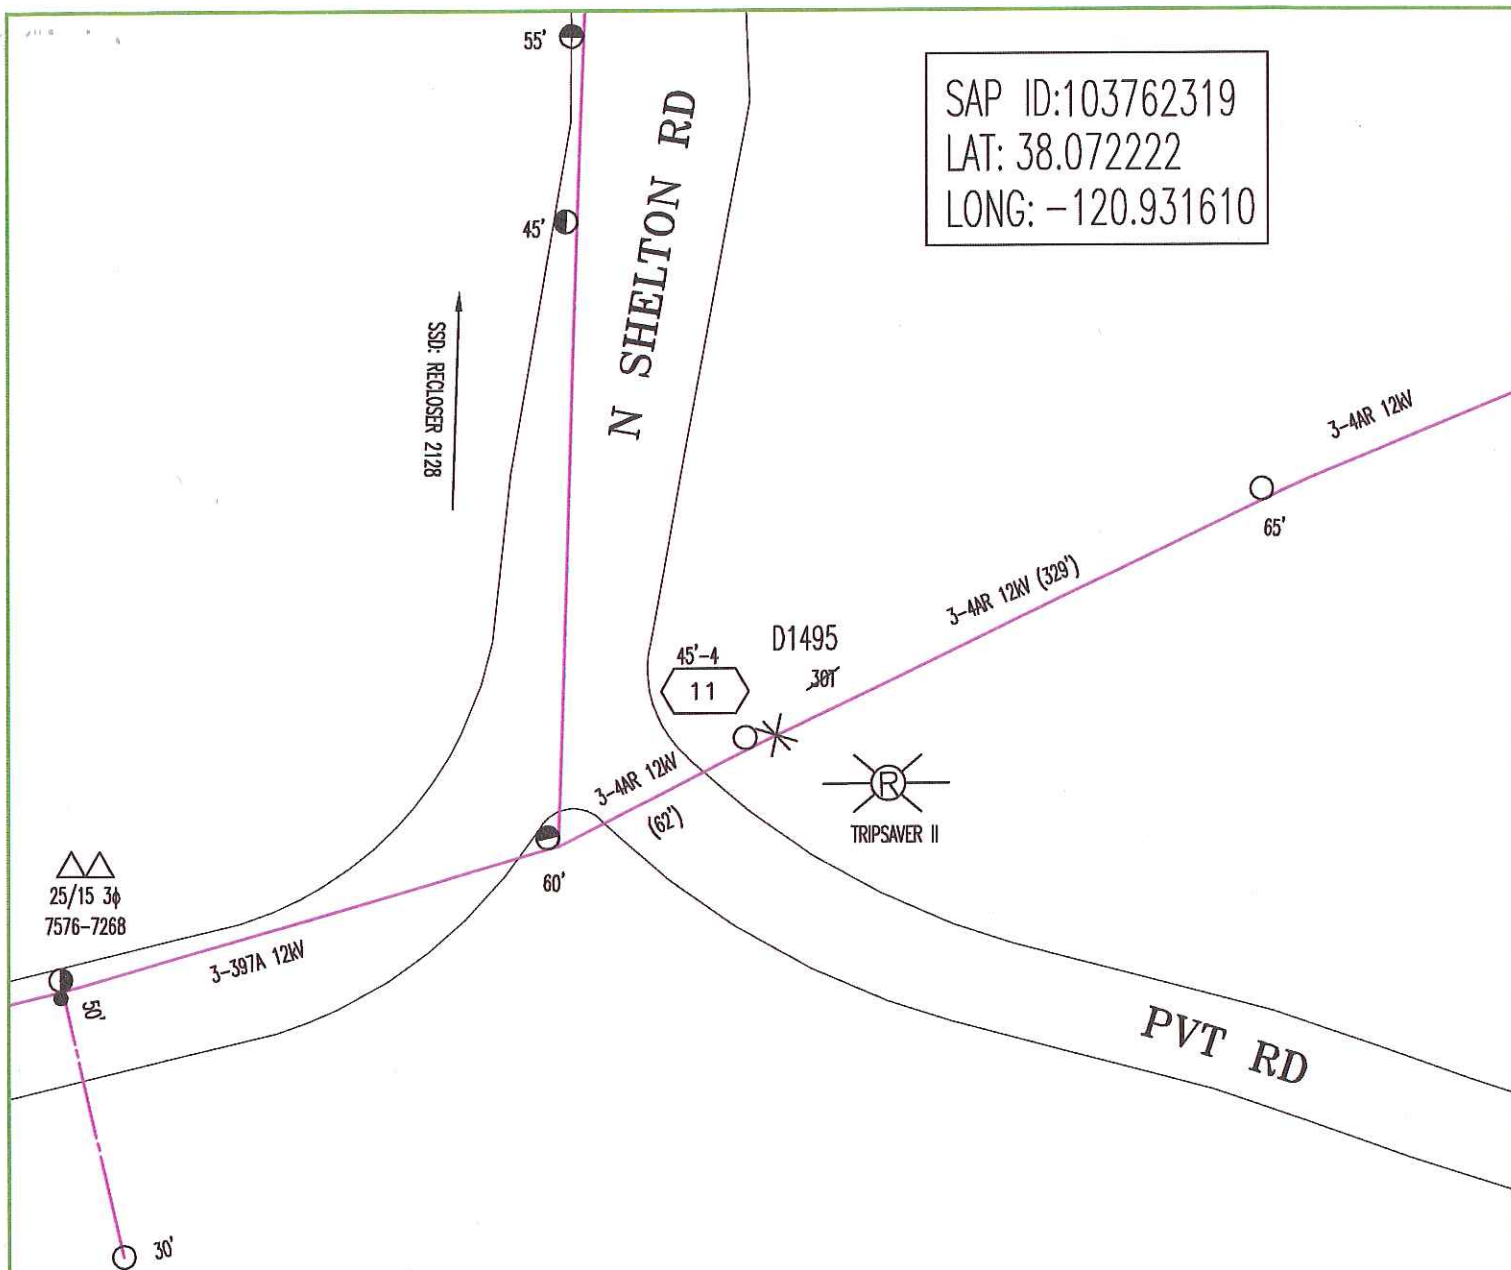 55'
SAP ID:103762319
LAT: 38.072222
LONG: -120.931610
45'
N SHELTON RD
SSD: RECLOSER 2128
3-4AR 12kV
65'
3-4AR 12kV (329')
D1495
30T
45'-4
11
3-4AR 12kV
(62')
R
TRIPSAVER II
60'
25/15 3ϕ
7576-7268
3-397A 12kV
50'
PVT RD
30'